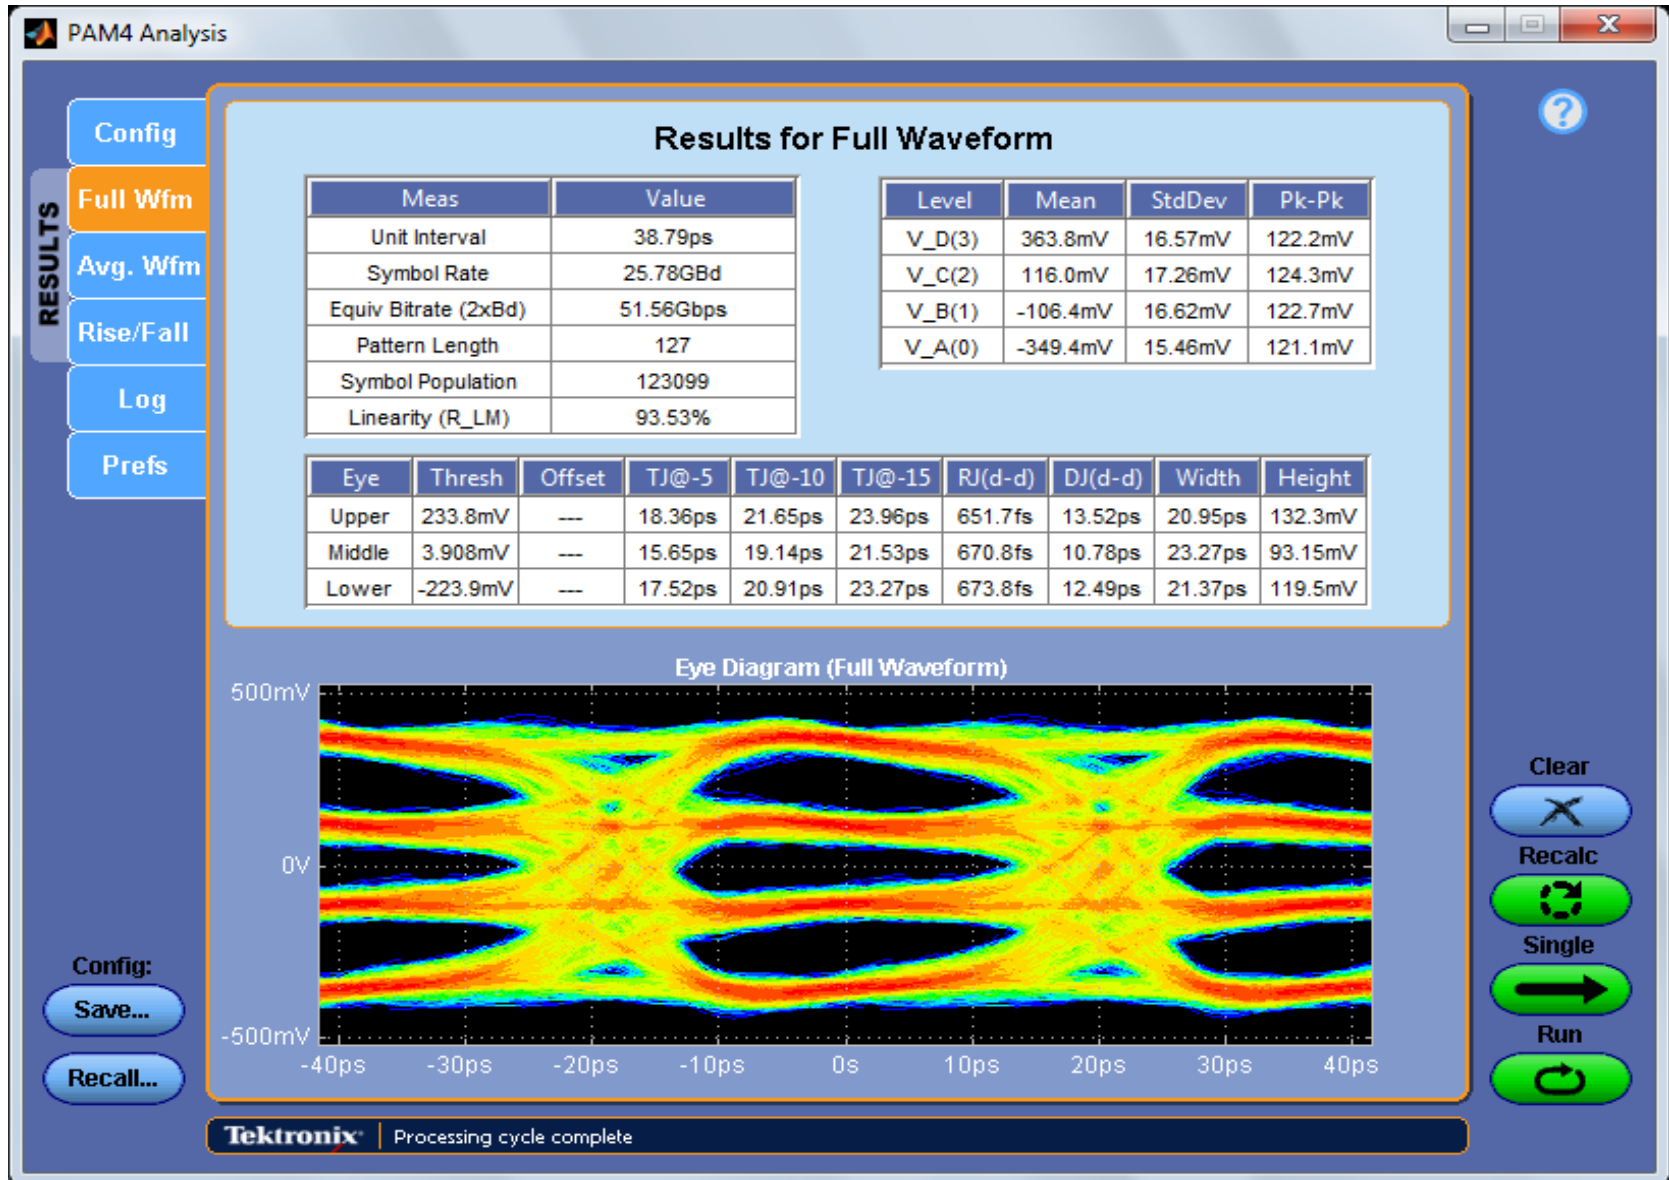 PAM4 Analysis
RESULTS
Config
Full Wfm
Avg. Wfm
Rise/Fall
Log
Prefs
Results for Full Waveform
Meas Value
Unit Interval 38.79ps
Symbol Rate 25.78GBd
Equiv Bitrate (2xBd) 51.56Gbps
Pattern Length 127
Symbol Population 123099
Linearity (R_LM) 93.53%
Level Mean StdDev Pk-Pk
V_D(3) 363.8mV 16.57mV 122.2mV
V_C(2) 116.0mV 17.26mV 124.3mV
V_B(1) -106.4mV 16.62mV 122.7mV
V_A(0) -349.4mV 15.46mV 121.1mV
Eye Thresh Offset TJ@-5 TJ@-10 TJ@-15 RJ(d-d) DJ(d-d) Width Height
Upper 233.8mV --- 18.36ps 21.65ps 23.96ps 651.7fs 13.52ps 20.95ps 132.3mV
Middle 3.908mV --- 15.65ps 19.14ps 21.53ps 670.8fs 10.78ps 23.27ps 93.15mV
Lower -223.9mV --- 17.52ps 20.91ps 23.27ps 673.8fs 12.49ps 21.37ps 119.5mV
Eye Diagram (Full Waveform)
500mV
0V
-500mV
-40ps -30ps -20ps -10ps 0s 10ps 20ps 30ps 40ps
Config:
Save...
Recall...
?
Clear
Recalc
Single
Run
Tektronix Processing cycle complete